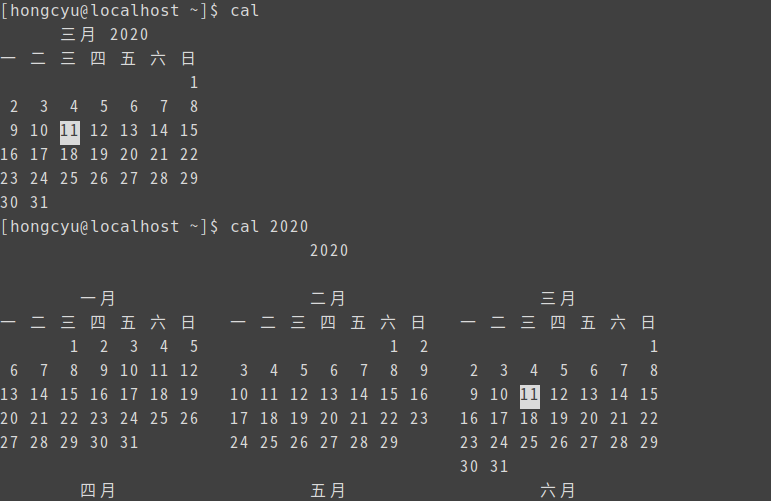 [hongcyu@localhost ~]$ cal
三月 2020
一 二 三 四 五 六 日
1
2 3 4 5 6 7 8
9 10 11 12 13 14 15
16 17 18 19 20 21 22
23 24 25 26 27 28 29
30 31
[hongcyu@localhost ~]$ cal 2020
2020
一月 二月 三月
一 二 三 四 五 六 日 一 二 三 四 五 六 日 一 二 三 四 五 六 日
1 2 3 4 5 1 2 1
6 7 8 9 10 11 12 3 4 5 6 7 8 9 2 3 4 5 6 7 8
13 14 15 16 17 18 19 10 11 12 13 14 15 16 9 10 11 12 13 14 15
20 21 22 23 24 25 26 17 18 19 20 21 22 23 16 17 18 19 20 21 22
27 28 29 30 31 24 25 26 27 28 29 23 24 25 26 27 28 29
30 31
四月 五月 六月